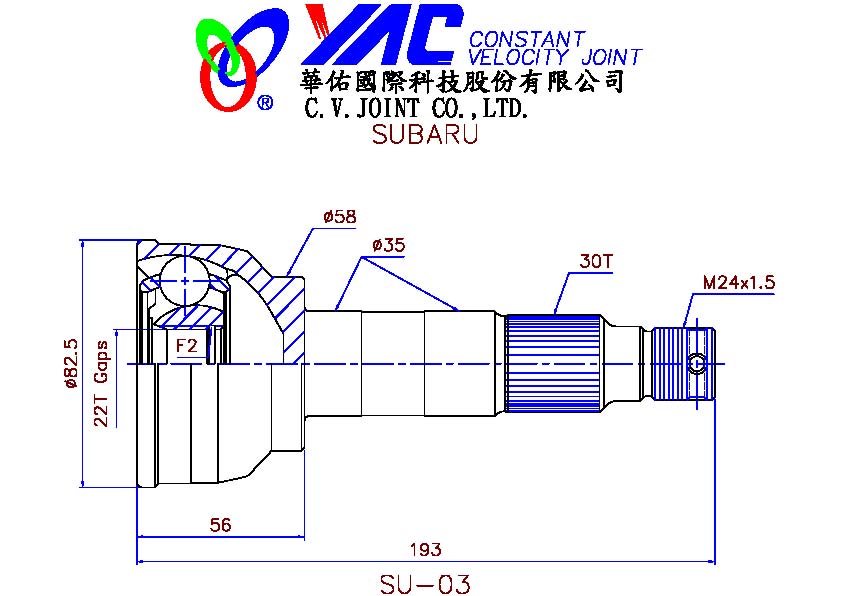 YAC CONSTANT
VELOCITY JOINT
®
華佑國際科技股份有限公司
C.V.JOINT CO.,LTD.
SUBARU
ø58
ø35
30T
M24x1.5
F2
ø82.5
22T Gaps
56
193
SU-03